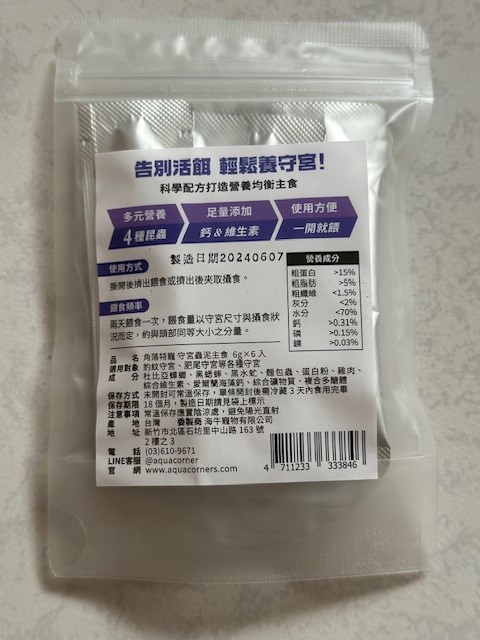 告別活餌 輕鬆養守宮!
科學配方打造營養均衡主食
多元營養 4種昆蟲
足量添加 鈣&維生素
使用方便 一開就餵
製造日期20240607
使用方式
撕開後擠出餵食或擠出後夾取攝食。
餵食頻率
兩天餵食一次，餵食量以守宮尺寸與攝食狀
況而定，約與頭部同等大小之分量。
營養成分
粗蛋白 >15%
粗脂肪 >5%
粗纖維 <1.5%
灰分 <2%
水分 <70%
鈣 >0.31%
磷 >0.15%
鎂 >0.03%
品名 角落特寵 守宮蟲泥主食 6g×6入
適用對象 豹紋守宮、肥尾守宮等各種守宮
成分 杜比亞蟑螂、黑蟋蟀、黑水虻、麵包蟲、蛋白粉、雞肉、
綜合維生素、愛爾蘭海藻鈣、綜合礦物質、複合多醣體
保存方式 未開封可常溫保存，單條開封後需冷藏3天內食用完畢
保存期限 18個月，製造日期請見袋上標示
注意事項 常溫保存應置陰涼處，避免陽光直射
產地 台灣 委製商 海牛寵物有限公司
地址 新竹市北區石坊里中山路163號
2樓之3
電話 (03)610-9671
LINE客服 @aquacorner
官網 www.aquacorners.com
4 711233 333846